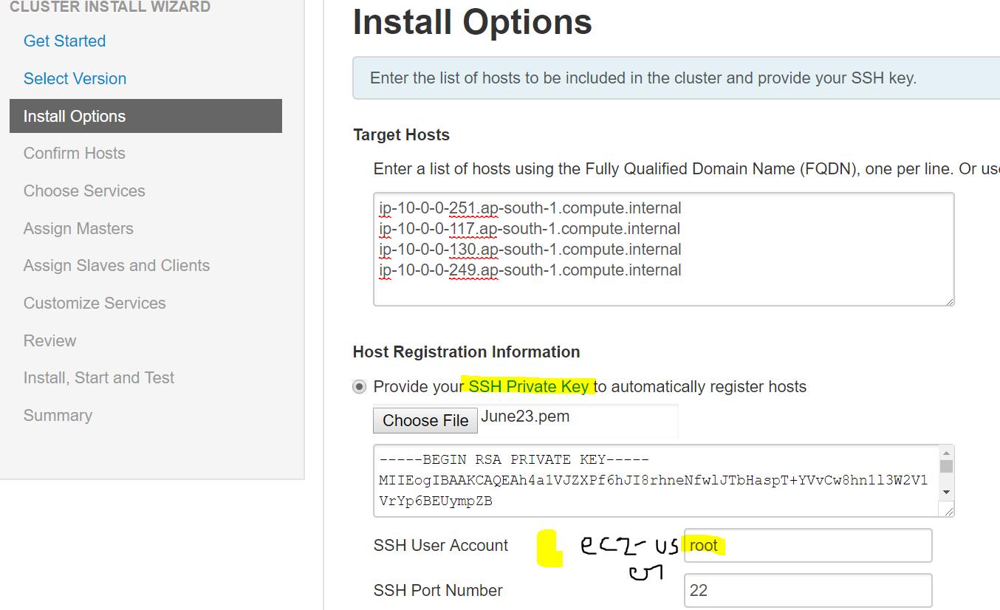 CLUSTER INSTALL WIZARD
Get Started
Select Version
Install Options
Confirm Hosts
Choose Services
Assign Masters
Assign Slaves and Clients
Customize Services
Review
Install, Start and Test
Summary
Install Options
Enter the list of hosts to be included in the cluster and provide your SSH key.
Target Hosts
Enter a list of hosts using the Fully Qualified Domain Name (FQDN), one per line. Or use
ip-10-0-0-251.ap-south-1.compute.internal
ip-10-0-0-117.ap-south-1.compute.internal
ip-10-0-0-130.ap-south-1.compute.internal
ip-10-0-0-249.ap-south-1.compute.internal
Host Registration Information
Provide your SSH Private Key to automatically register hosts
Choose File June23.pem
-----BEGIN RSA PRIVATE KEY-----
MIIEogIBAAKCAQEAh4a1VJZXPf6hJI8rhneNfwlJTbHaspT+YVvCw8hn1l3W2V1
VrYp6BEUympZB
SSH User Account ec2-us root
er
SSH Port Number 22